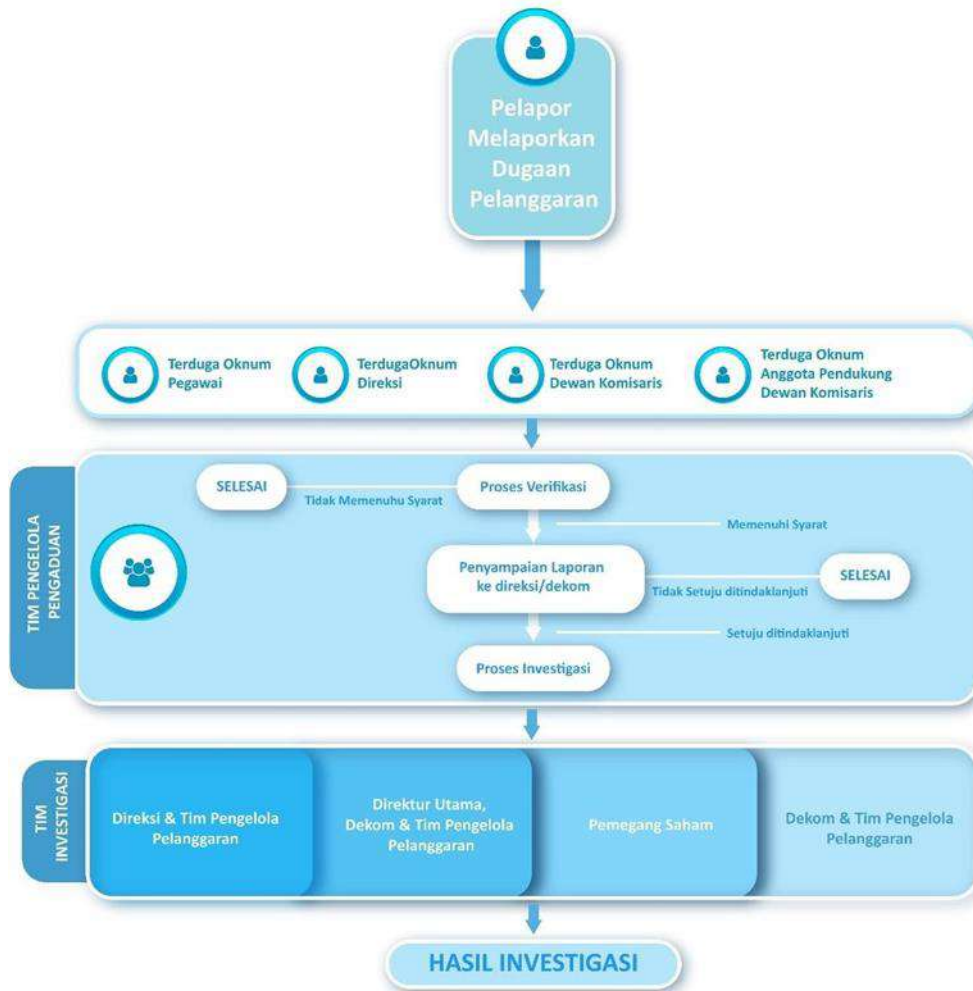 Pelapor
Melaporkan
Dugaan
Pelanggaran
Terduga Oknum
Pegawai
TerdugaOknum
Direksi
Terduga Oknum
Dewan Komisaris
Terduga Oknum
Anggota Pendukung
Dewan Komisaris
TIM PENGELOLA
PENGADUAN
SELESAI
Tidak Memenuhu Syarat
Proses Verifikasi
Memenuhi Syarat
Penyampaian Laporan
ke direksi/dekom
Tidak Setuju ditindaklanjuti
SELESAI
Setuju ditindaklanjuti
Proses Investigasi
TIM
INVESTIGASI
Direksi & Tim Pengelola
Pelanggaran
Direktur Utama,
Dekom & Tim Pengelola
Pelanggaran
Pemegang Saham
Dekom & Tim Pengelola
Pelanggaran
HASIL INVESTIGASI